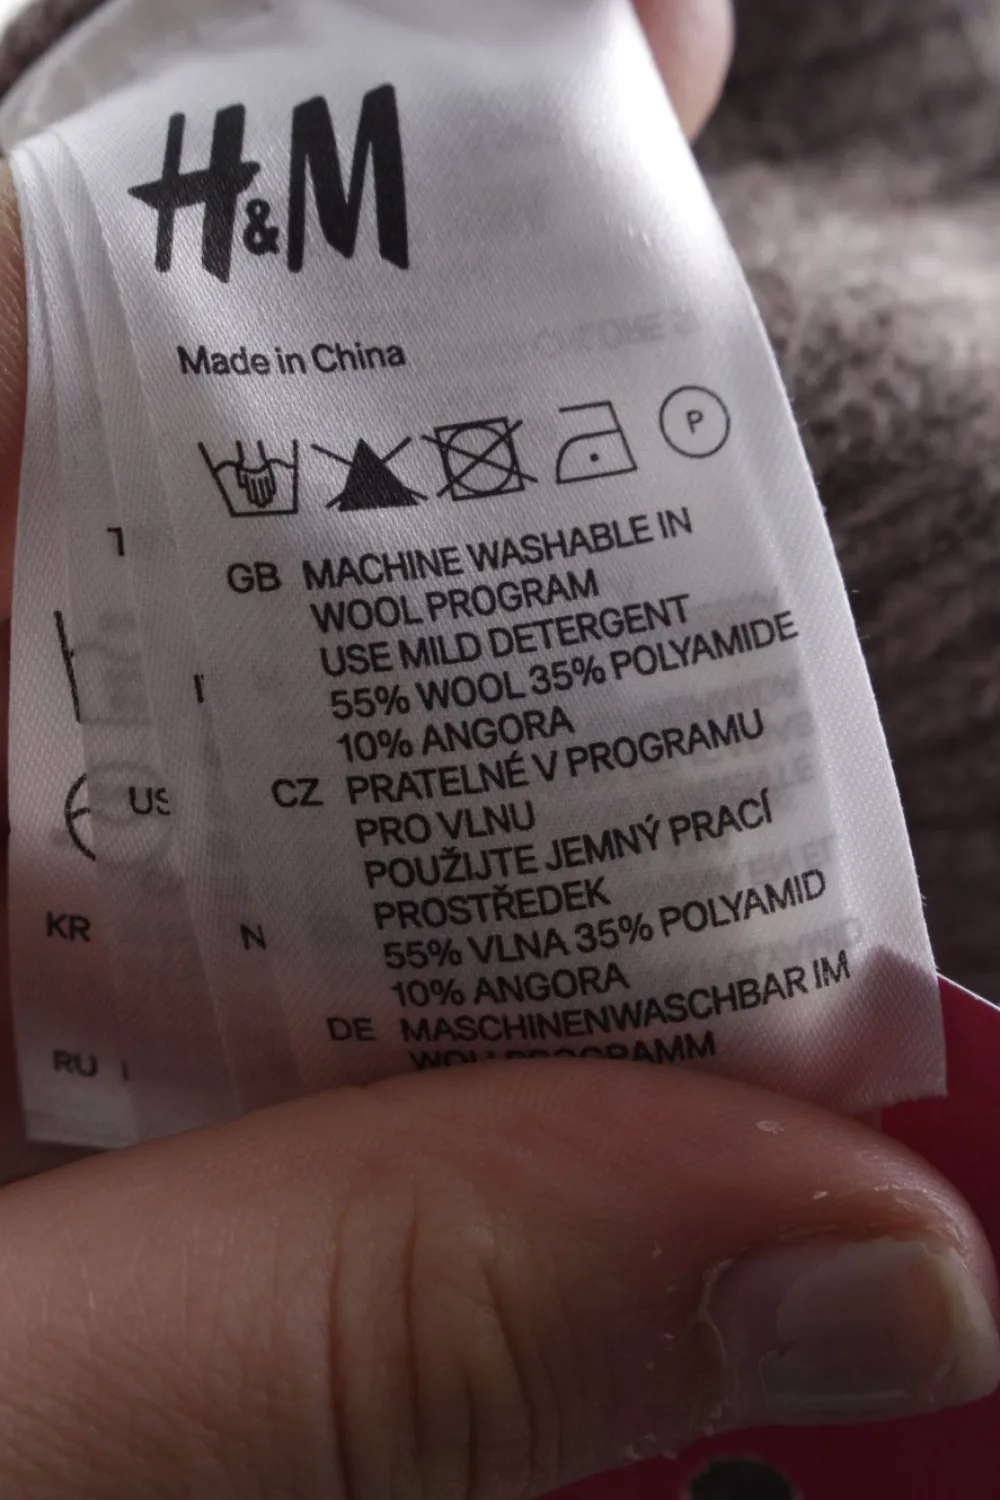 H&M
Made in China
P
GB MACHINE WASHABLE IN
WOOL PROGRAM
USE MILD DETERGENT
55% WOOL 35% POLYAMIDE
10% ANGORA
CZ PRATELNÉ V PROGRAMU
PRO VLNU
POUŽIJTE JEMNÝ PRACÍ
PROSTŘEDEK
55% VLNA 35% POLYAMID
10% ANGORA
DE MASCHINENWASCHBAR IM
WOLLPROGRAMM
US
KR
N
RU